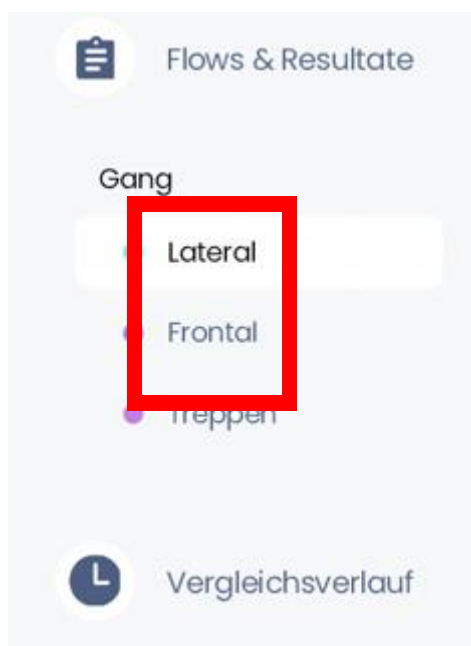 Flows & Resultate
Gang
Lateral
Frontal
Treppen
Vergleichsverlauf